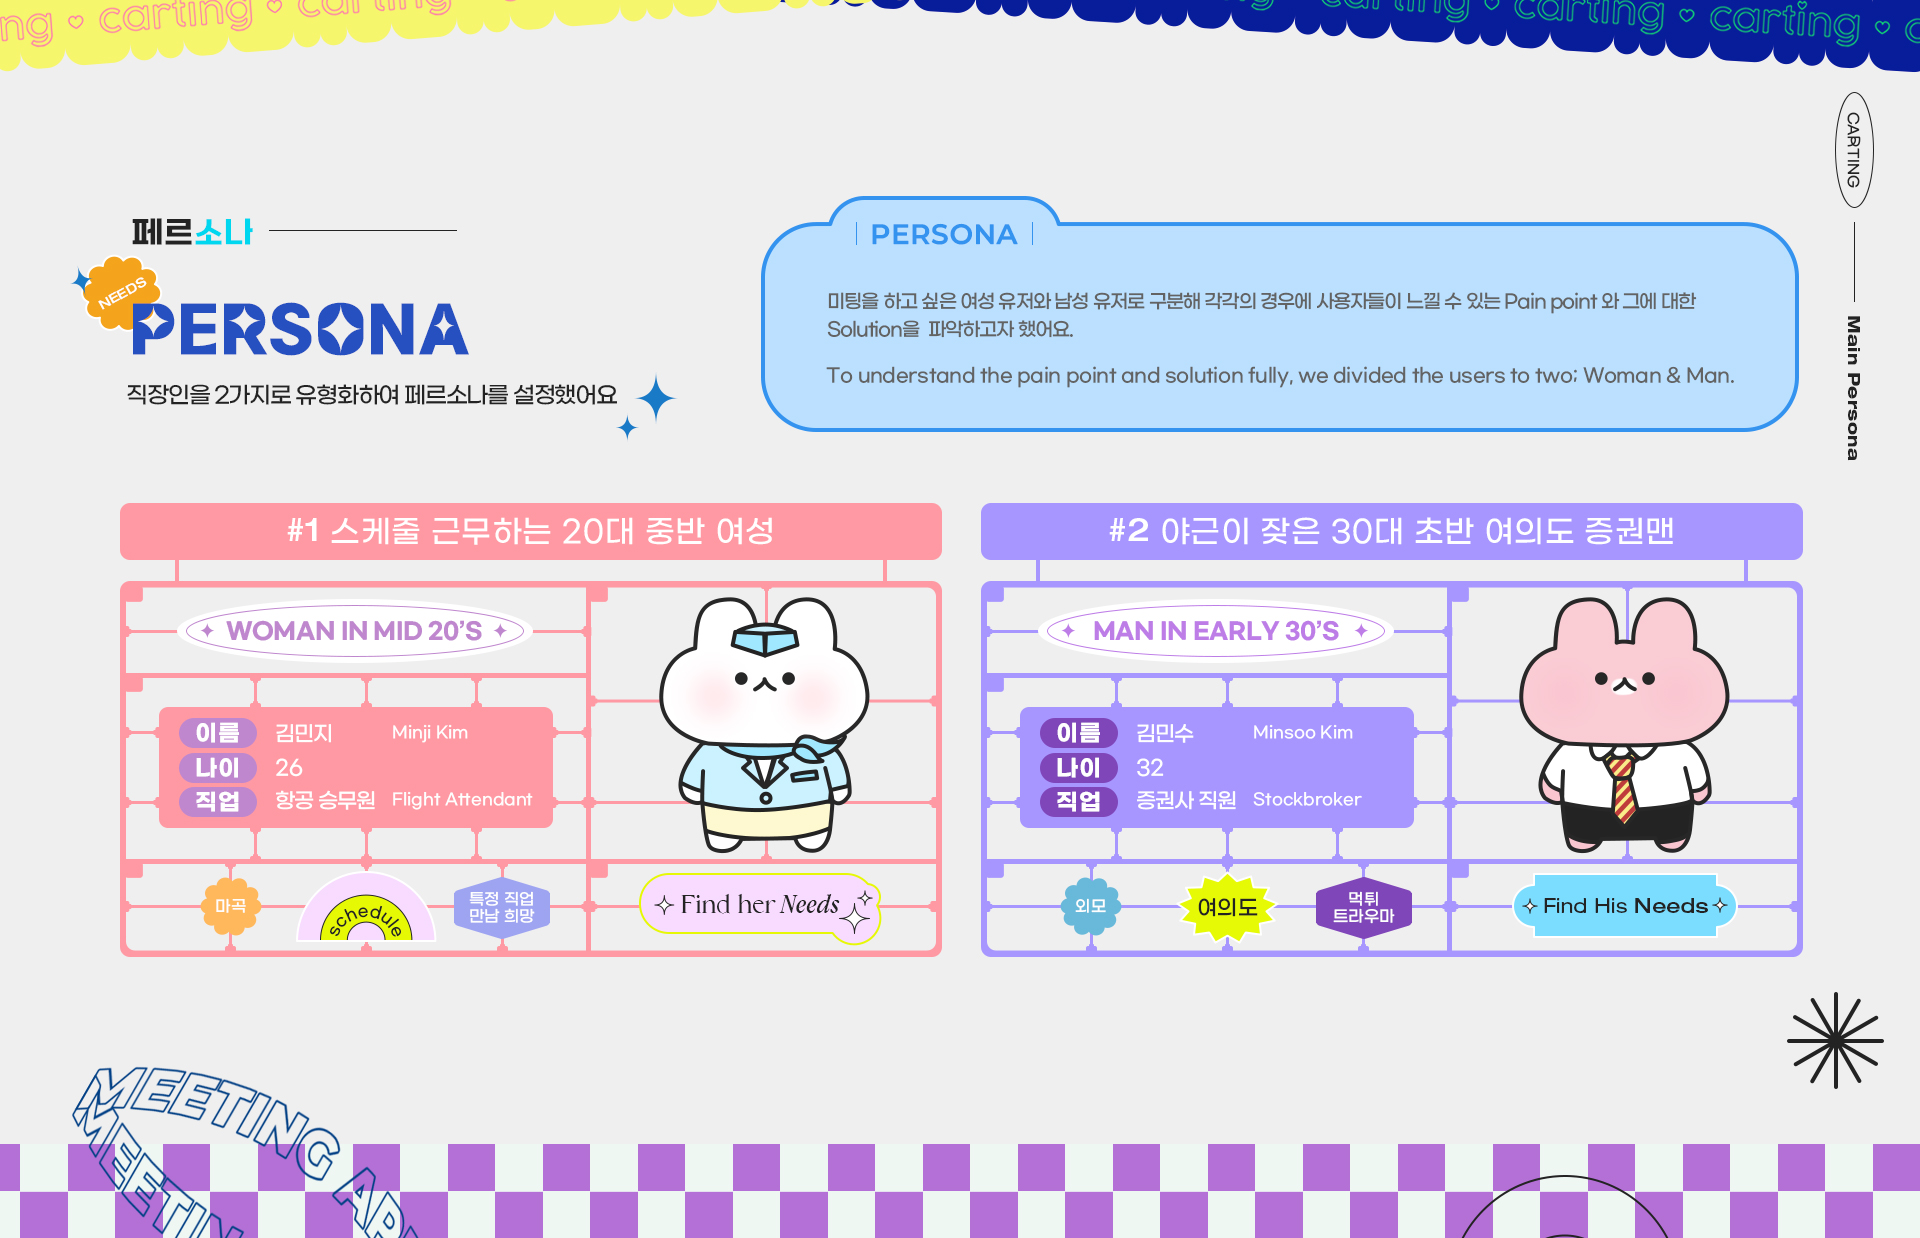 ng ♡ carting ♡ carting
carting ♡ carting ♡ carting ♡
CARTING
Main Persona
페르소나
NEEDS
PERSONA
직장인을 2가지로 유형화하여 페르소나를 설정했어요
PERSONA
미팅을 하고 싶은 여성 유저와 남성 유저로 구분해 각각의 경우에 사용자들이 느낄 수 있는 Pain point 와 그에 대한
Solution을 파악하고자 했어요.
To understand the pain point and solution fully, we divided the users to two; Woman & Man.
#1 스케줄 근무하는 20대 중반 여성
WOMAN IN MID 20’S
이름 김민지 Minji Kim
나이 26
직업 항공 승무원 Flight Attendant
마곡
schedule
특정 직업
만남 희망
Find her Needs
#2 야근이 잦은 30대 초반 여의도 증권맨
MAN IN EARLY 30’S
이름 김민수 Minsoo Kim
나이 32
직업 증권사 직원 Stockbroker
외모
여의도
먹튀
트라우마
Find His Needs
MEETING
MEETIN